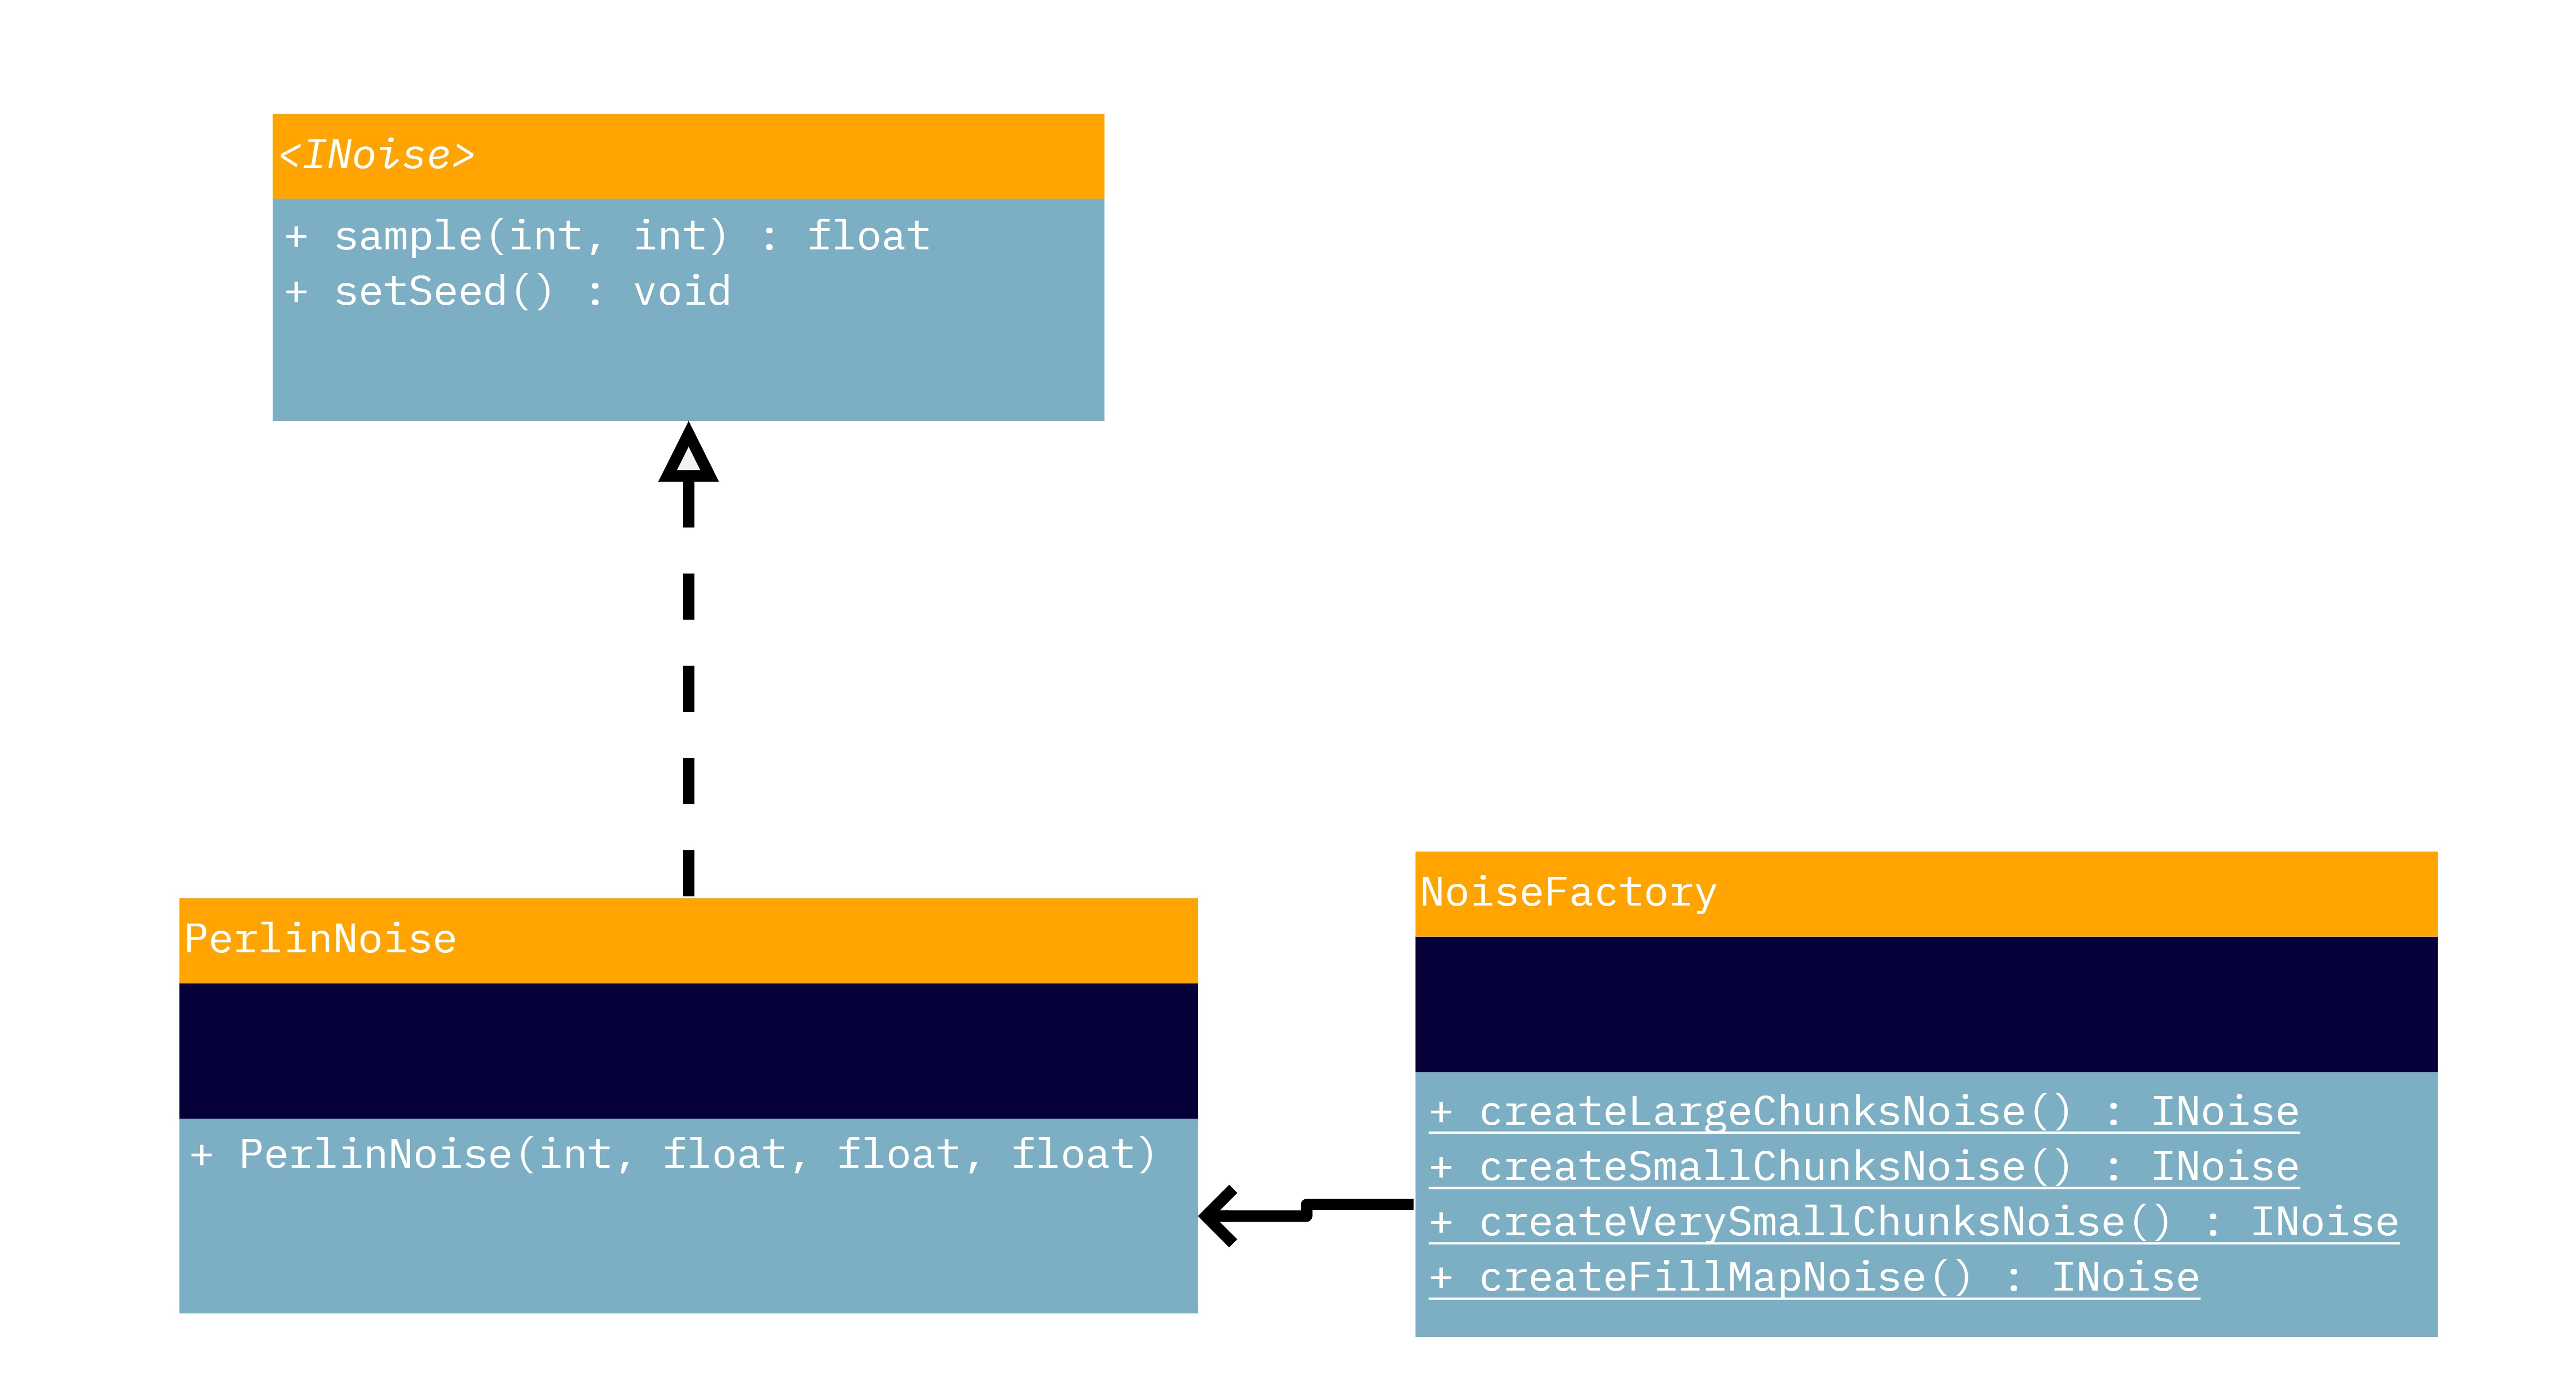 <INoise>
+ sample(int, int) : float
+ setSeed() : void
PerlinNoise
+ PerlinNoise(int, float, float, float)
NoiseFactory
+ createLargeChunksNoise() : INoise
+ createSmallChunksNoise() : INoise
+ createVerySmallChunksNoise() : INoise
+ createFillMapNoise() : INoise